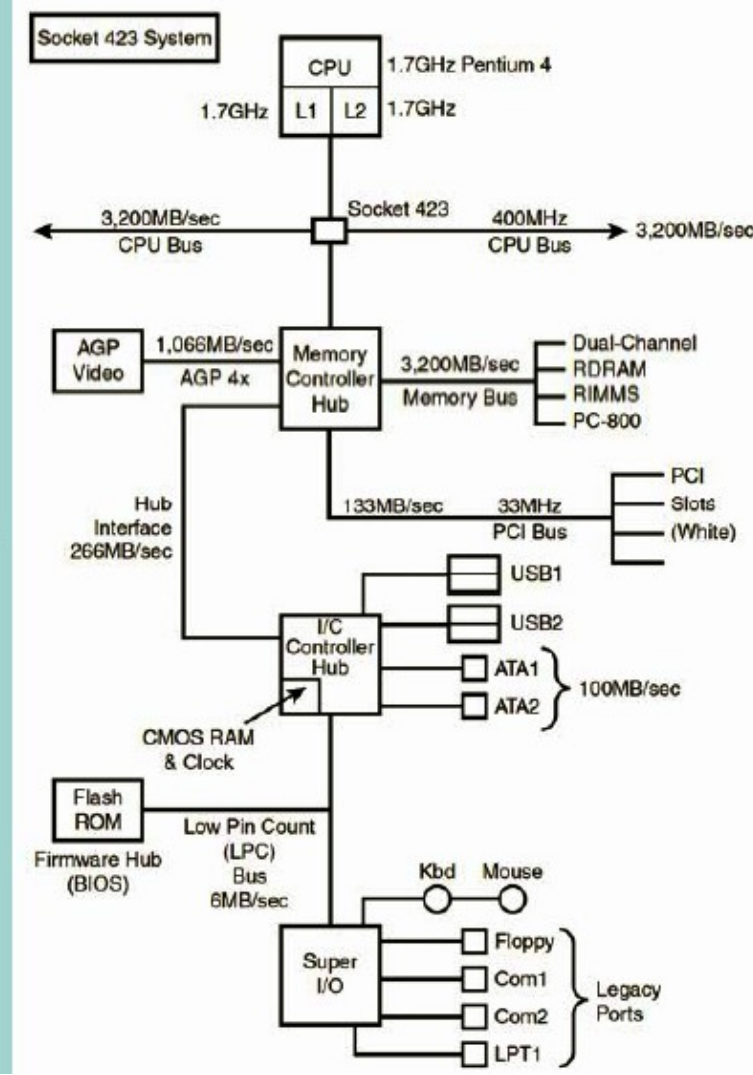 Socket 423 System
CPU
1.7GHz Pentium 4
1.7GHz
L1
L2
1.7GHz
3,200MB/sec
CPU Bus
Socket 423
400MHz
CPU Bus
3,200MB/sec
AGP
Video
1,066MB/sec
AGP 4x
Memory
Controller
Hub
3,200MB/sec
Memory Bus
Dual-Channel
RDRAM
RIMMS
PC-800
Hub
Interface
266MB/sec
133MB/sec
33MHz
PCI Bus
PCI
Slots
(White)
USB1
USB2
I/C
Controller
Hub
ATA1
ATA2
100MB/sec
CMOS RAM
& Clock
Flash
ROM
Firmware Hub
(BIOS)
Low Pin Count
(LPC)
Bus
6MB/sec
Kbd
Mouse
Super
I/O
Floppy
Com1
Com2
LPT1
Legacy
Ports